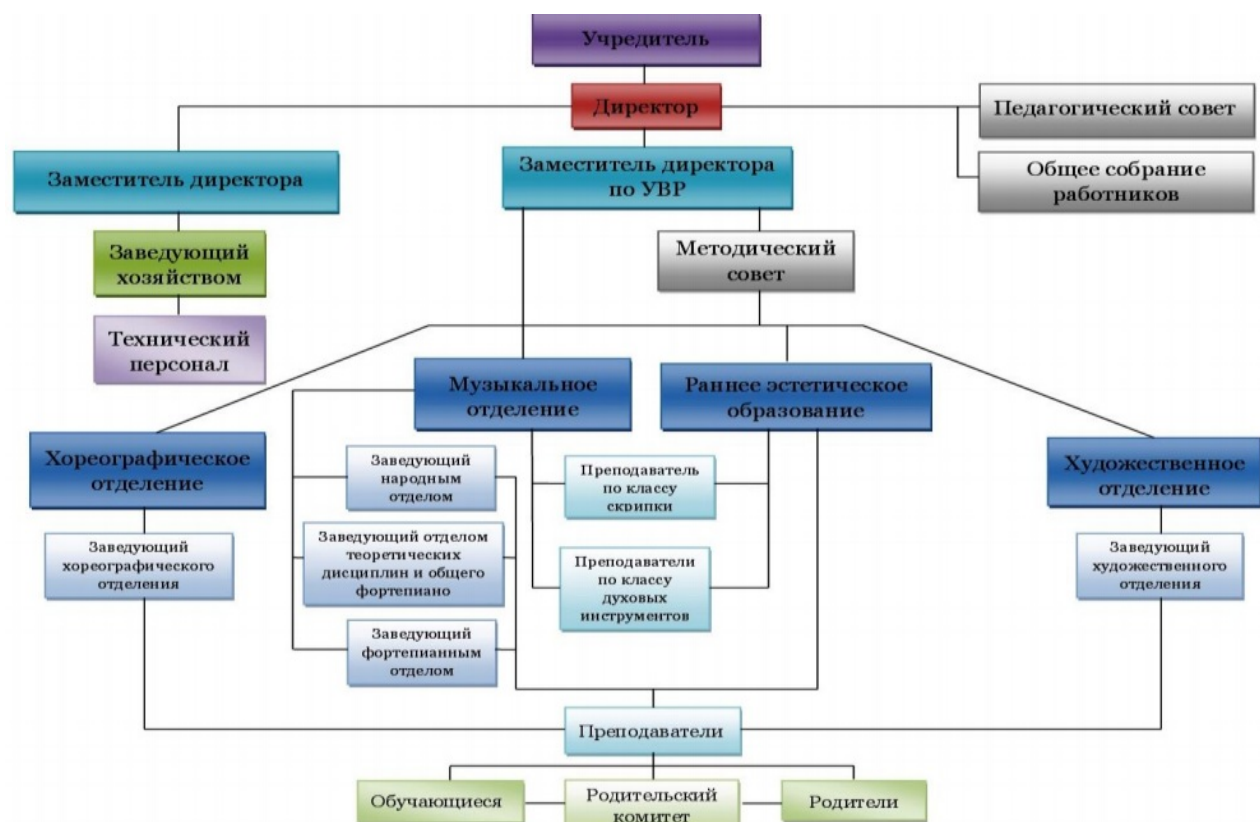 Учредитель
Директор
Педагогический совет
Заместитель директора
Заместитель директора
по УВР
Общее собрание
работников
Заведующий
хозяйством
Методический
совет
Технический
персонал
Музыкальное
отделение
Раннее эстетическое
образование
Хореографическое
отделение
Художественное
отделение
Заведующий
народным
отделом
Преподаватель
по классу
скрипки
Заведующий
хореографического
отделения
Заведующий отделом
теоретических
дисциплин и общего
фортепиано
Преподаватели
по классу
духовых
инструментов
Заведующий
художественного
отделения
Заведующий
фортепианным
отделом
Преподаватели
Обучающиеся
Родительский
комитет
Родители